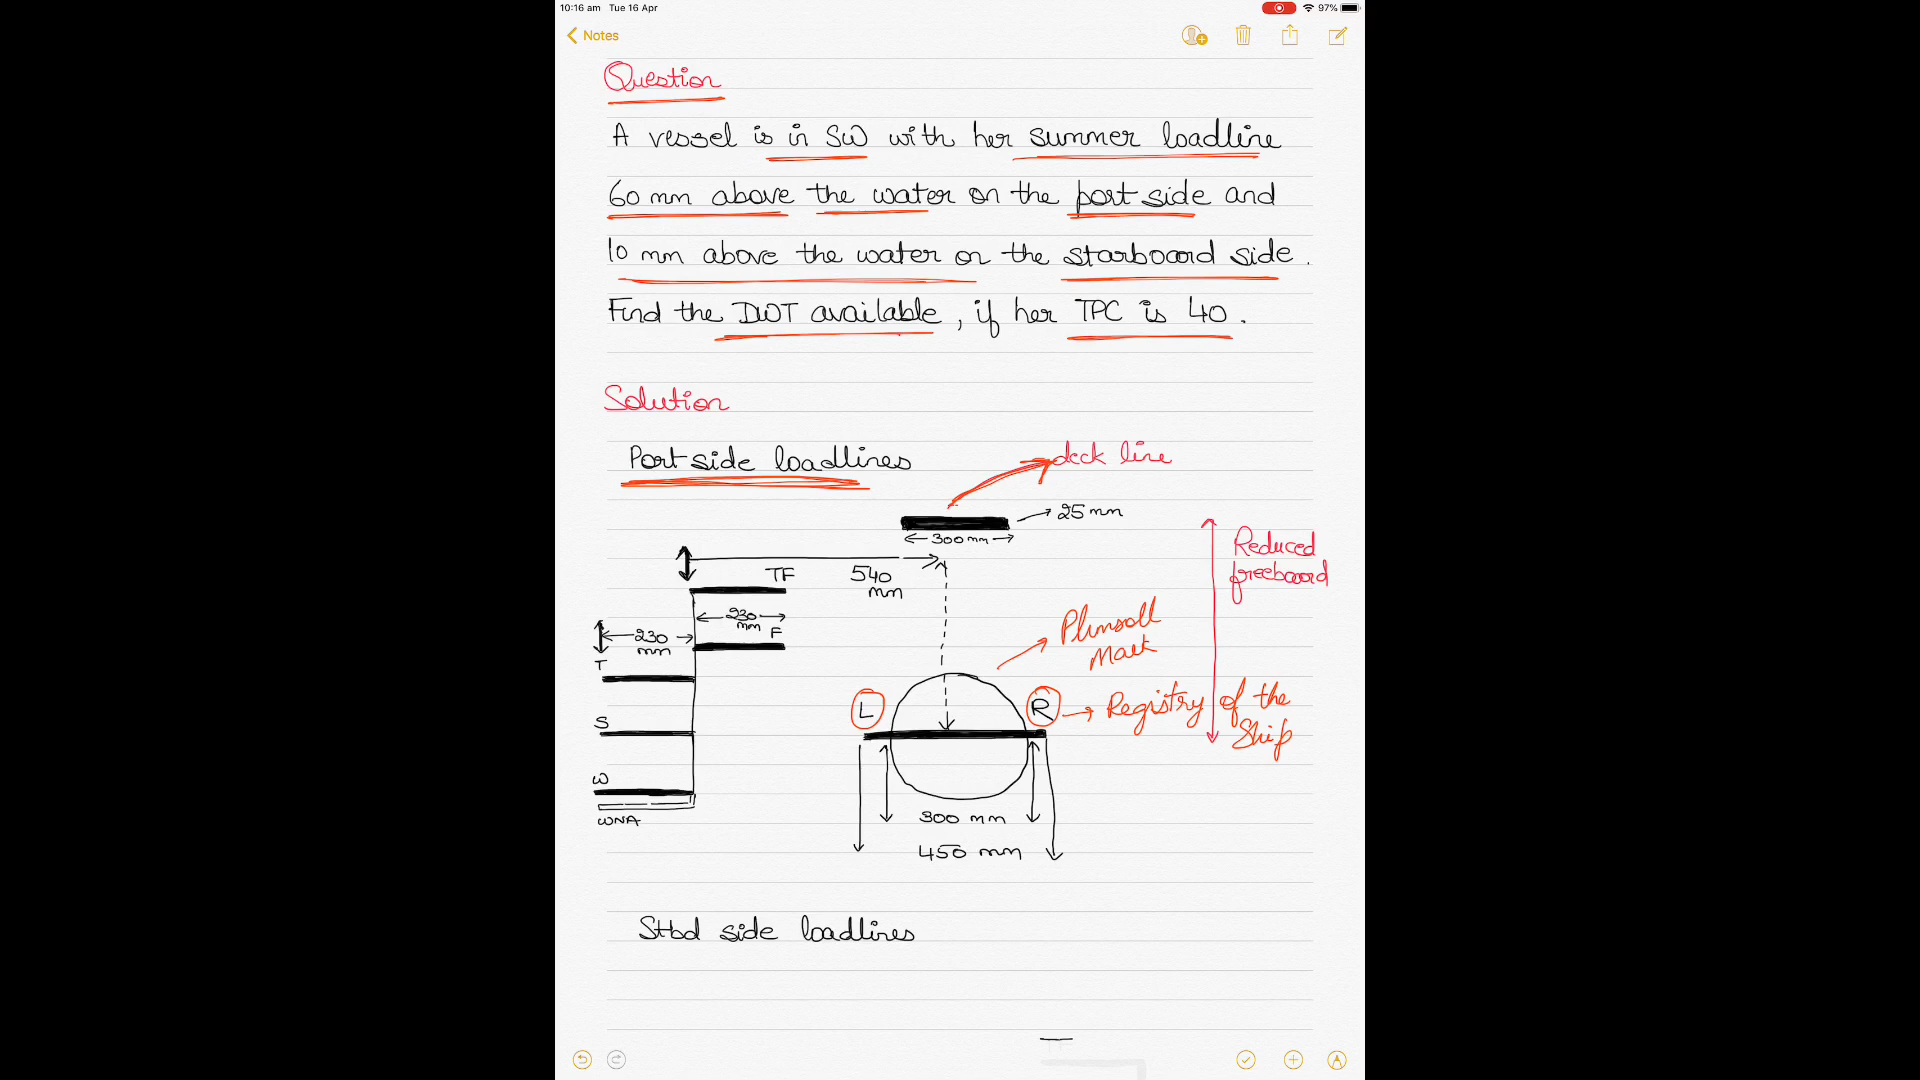 10:16 am Tue 16 Apr
97%
Notes
Question
A vessel is in SW with her summer loadline
60 mm above the water on the port side and
10 mm above the water on the starboard side.
Find the DWT available, if her TPC is 40.
Solution
Port side loadlines
deck line
25 mm
300 mm
Reduced
freeboard
TF
540
mm
230
mm
F
230
mm
T
Plimsoll
Mark
L
R
Registry of the
Ship
S
W
WNA
300 mm
450 mm
Stbd side loadlines